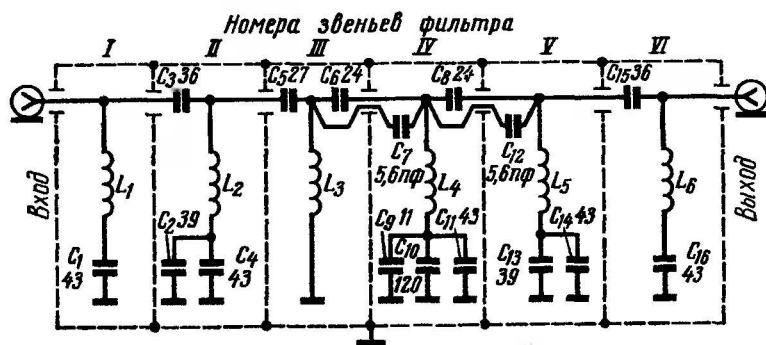 Номера звеньев фильтра
I II III IV V VI
C3 36 C5 27 C6 24 C8 24 C15 36
C7 5,6пф C12 5,6пф
L1 L2 L3 L4 L5 L6
Вход Выход
C2 39 C9 11 C11 43 C14 43
C1 43 C4 43 C10 120 C13 39 C16 43